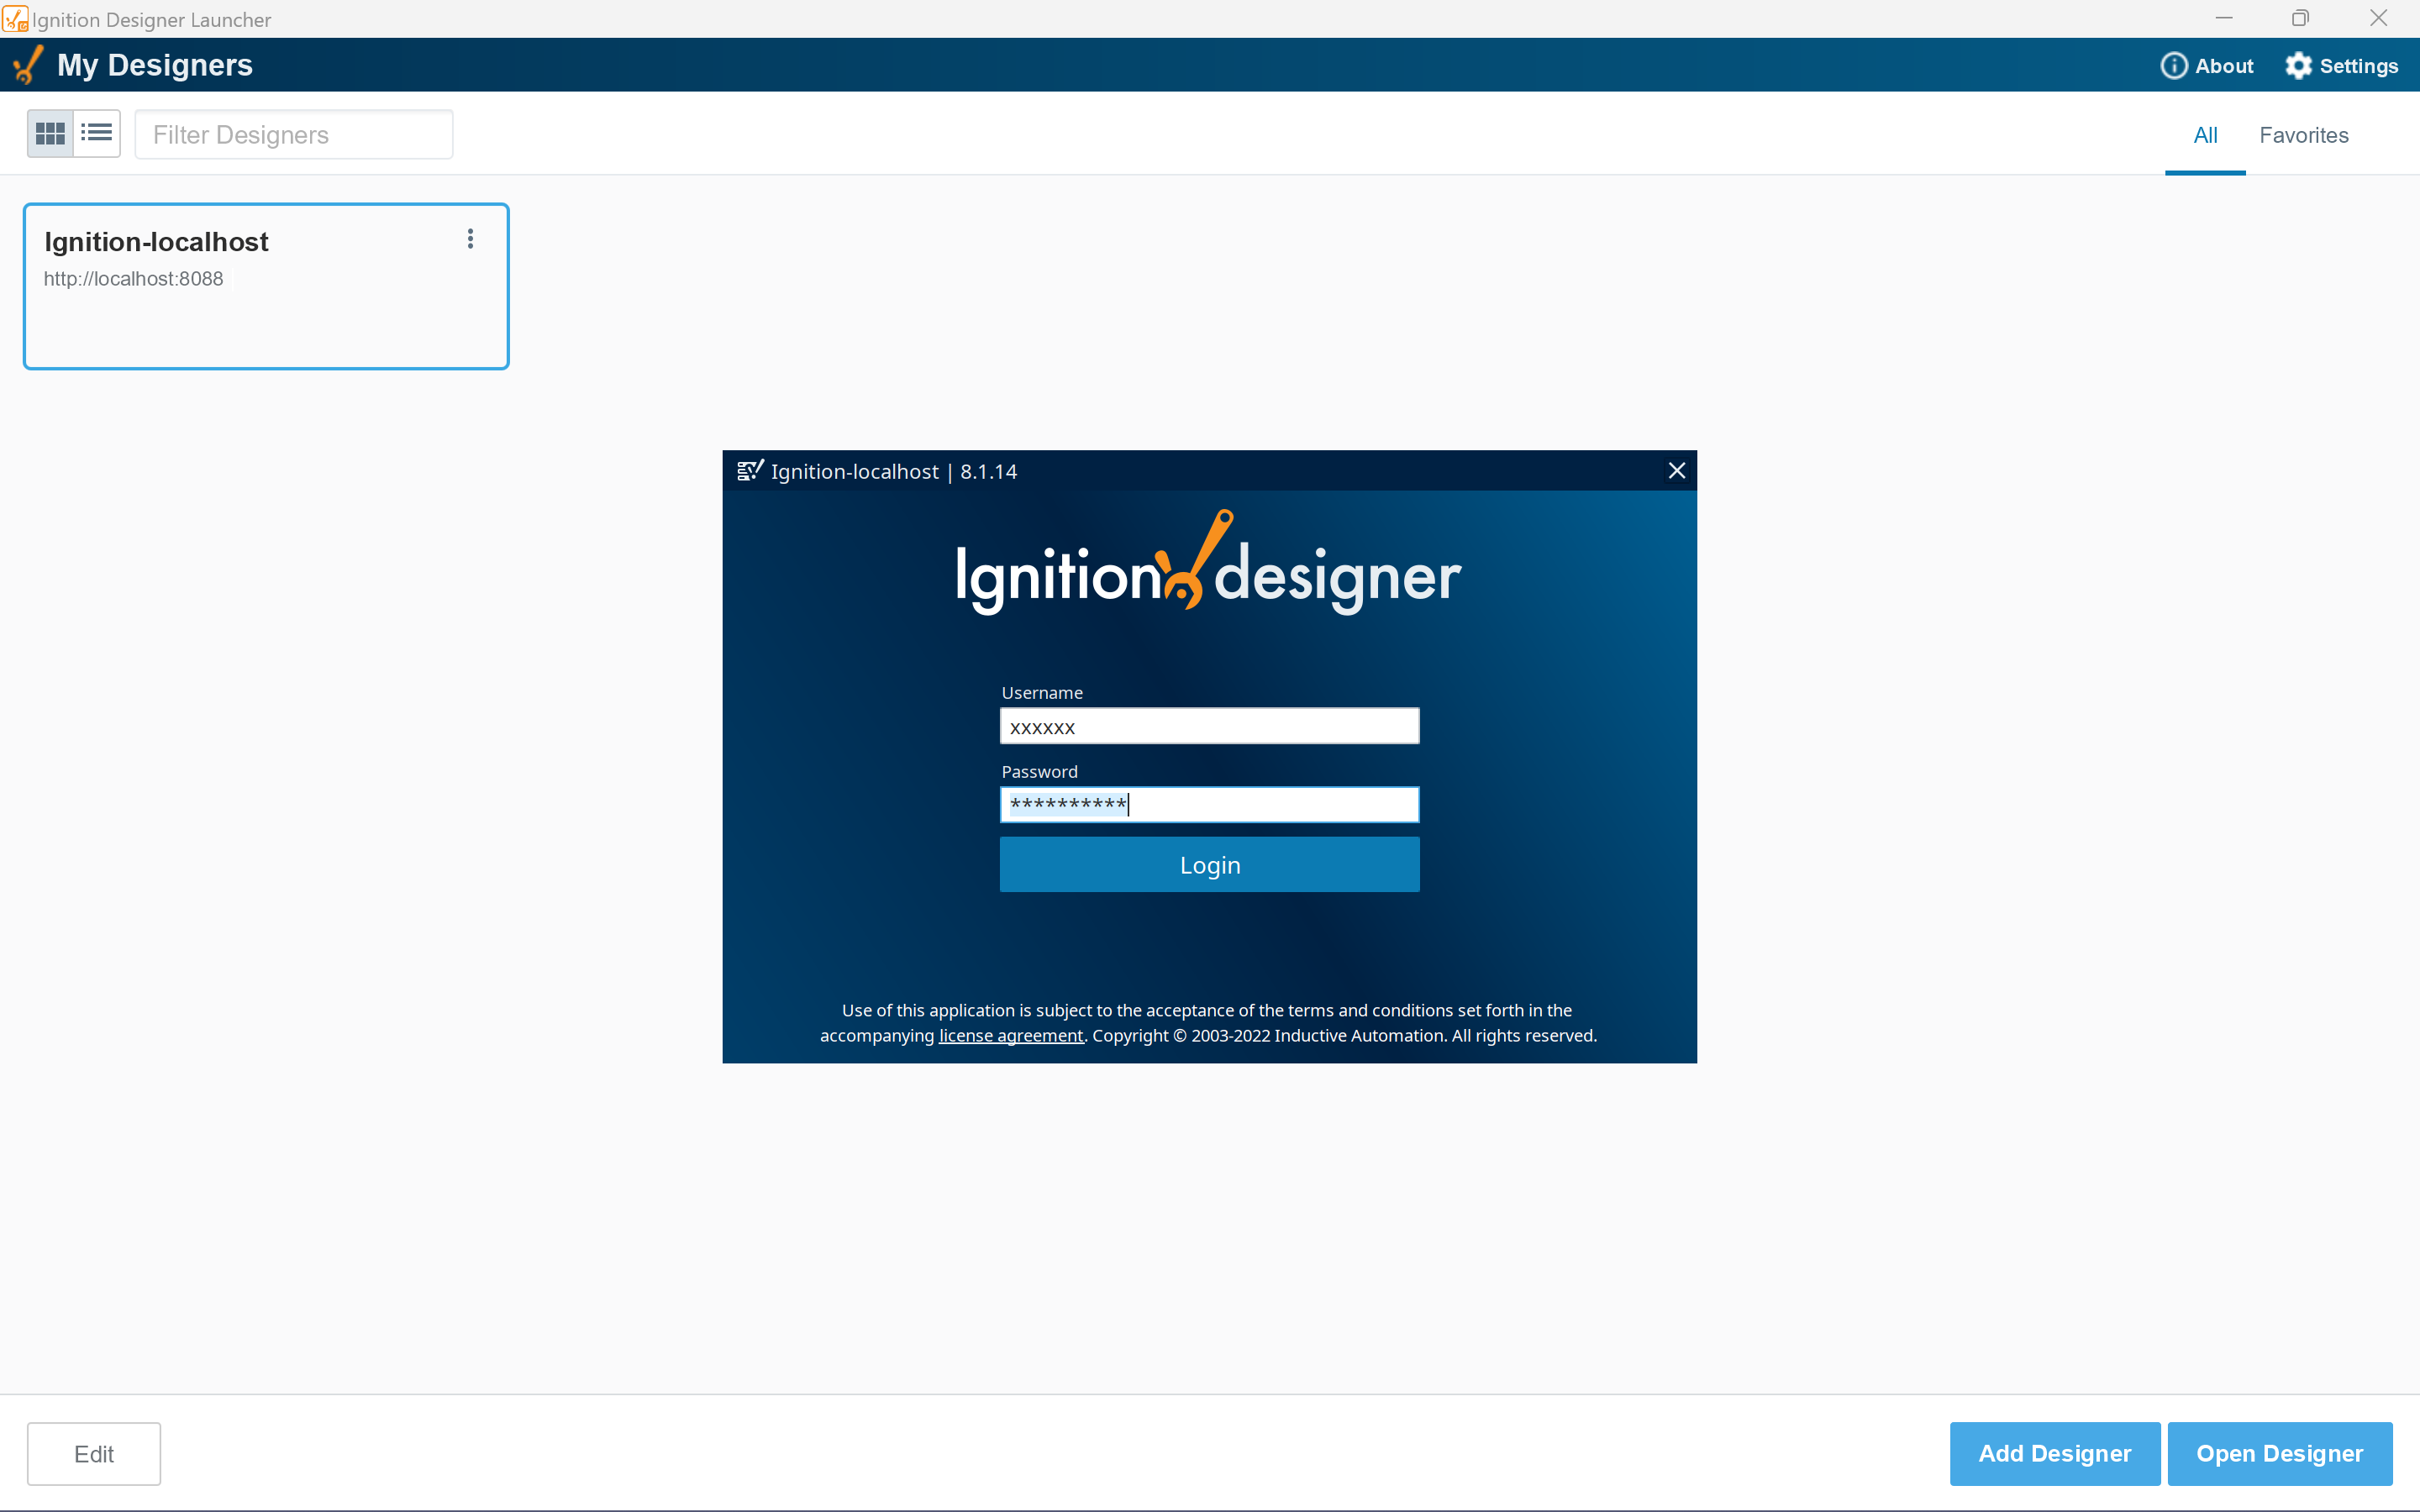 Ignition Designer Launcher
My Designers
About
Settings
Filter Designers
All
Favorites
Ignition-localhost
http://localhost:8088
Ignition-localhost | 8.1.14
Ignition designer
Username
xxxxxx
Password
**********
Login
Use of this application is subject to the acceptance of the terms and conditions set forth in the
accompanying license agreement. Copyright © 2003-2022 Inductive Automation. All rights reserved.
Edit
Add Designer
Open Designer